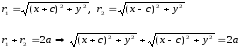 r₁ = √((x + c)² + y²), r₂ = √((x - c)² + y²)
r₁ + r₂ = 2a ⇒ √((x + c)² + y²) + √((x - c)² + y²) = 2a